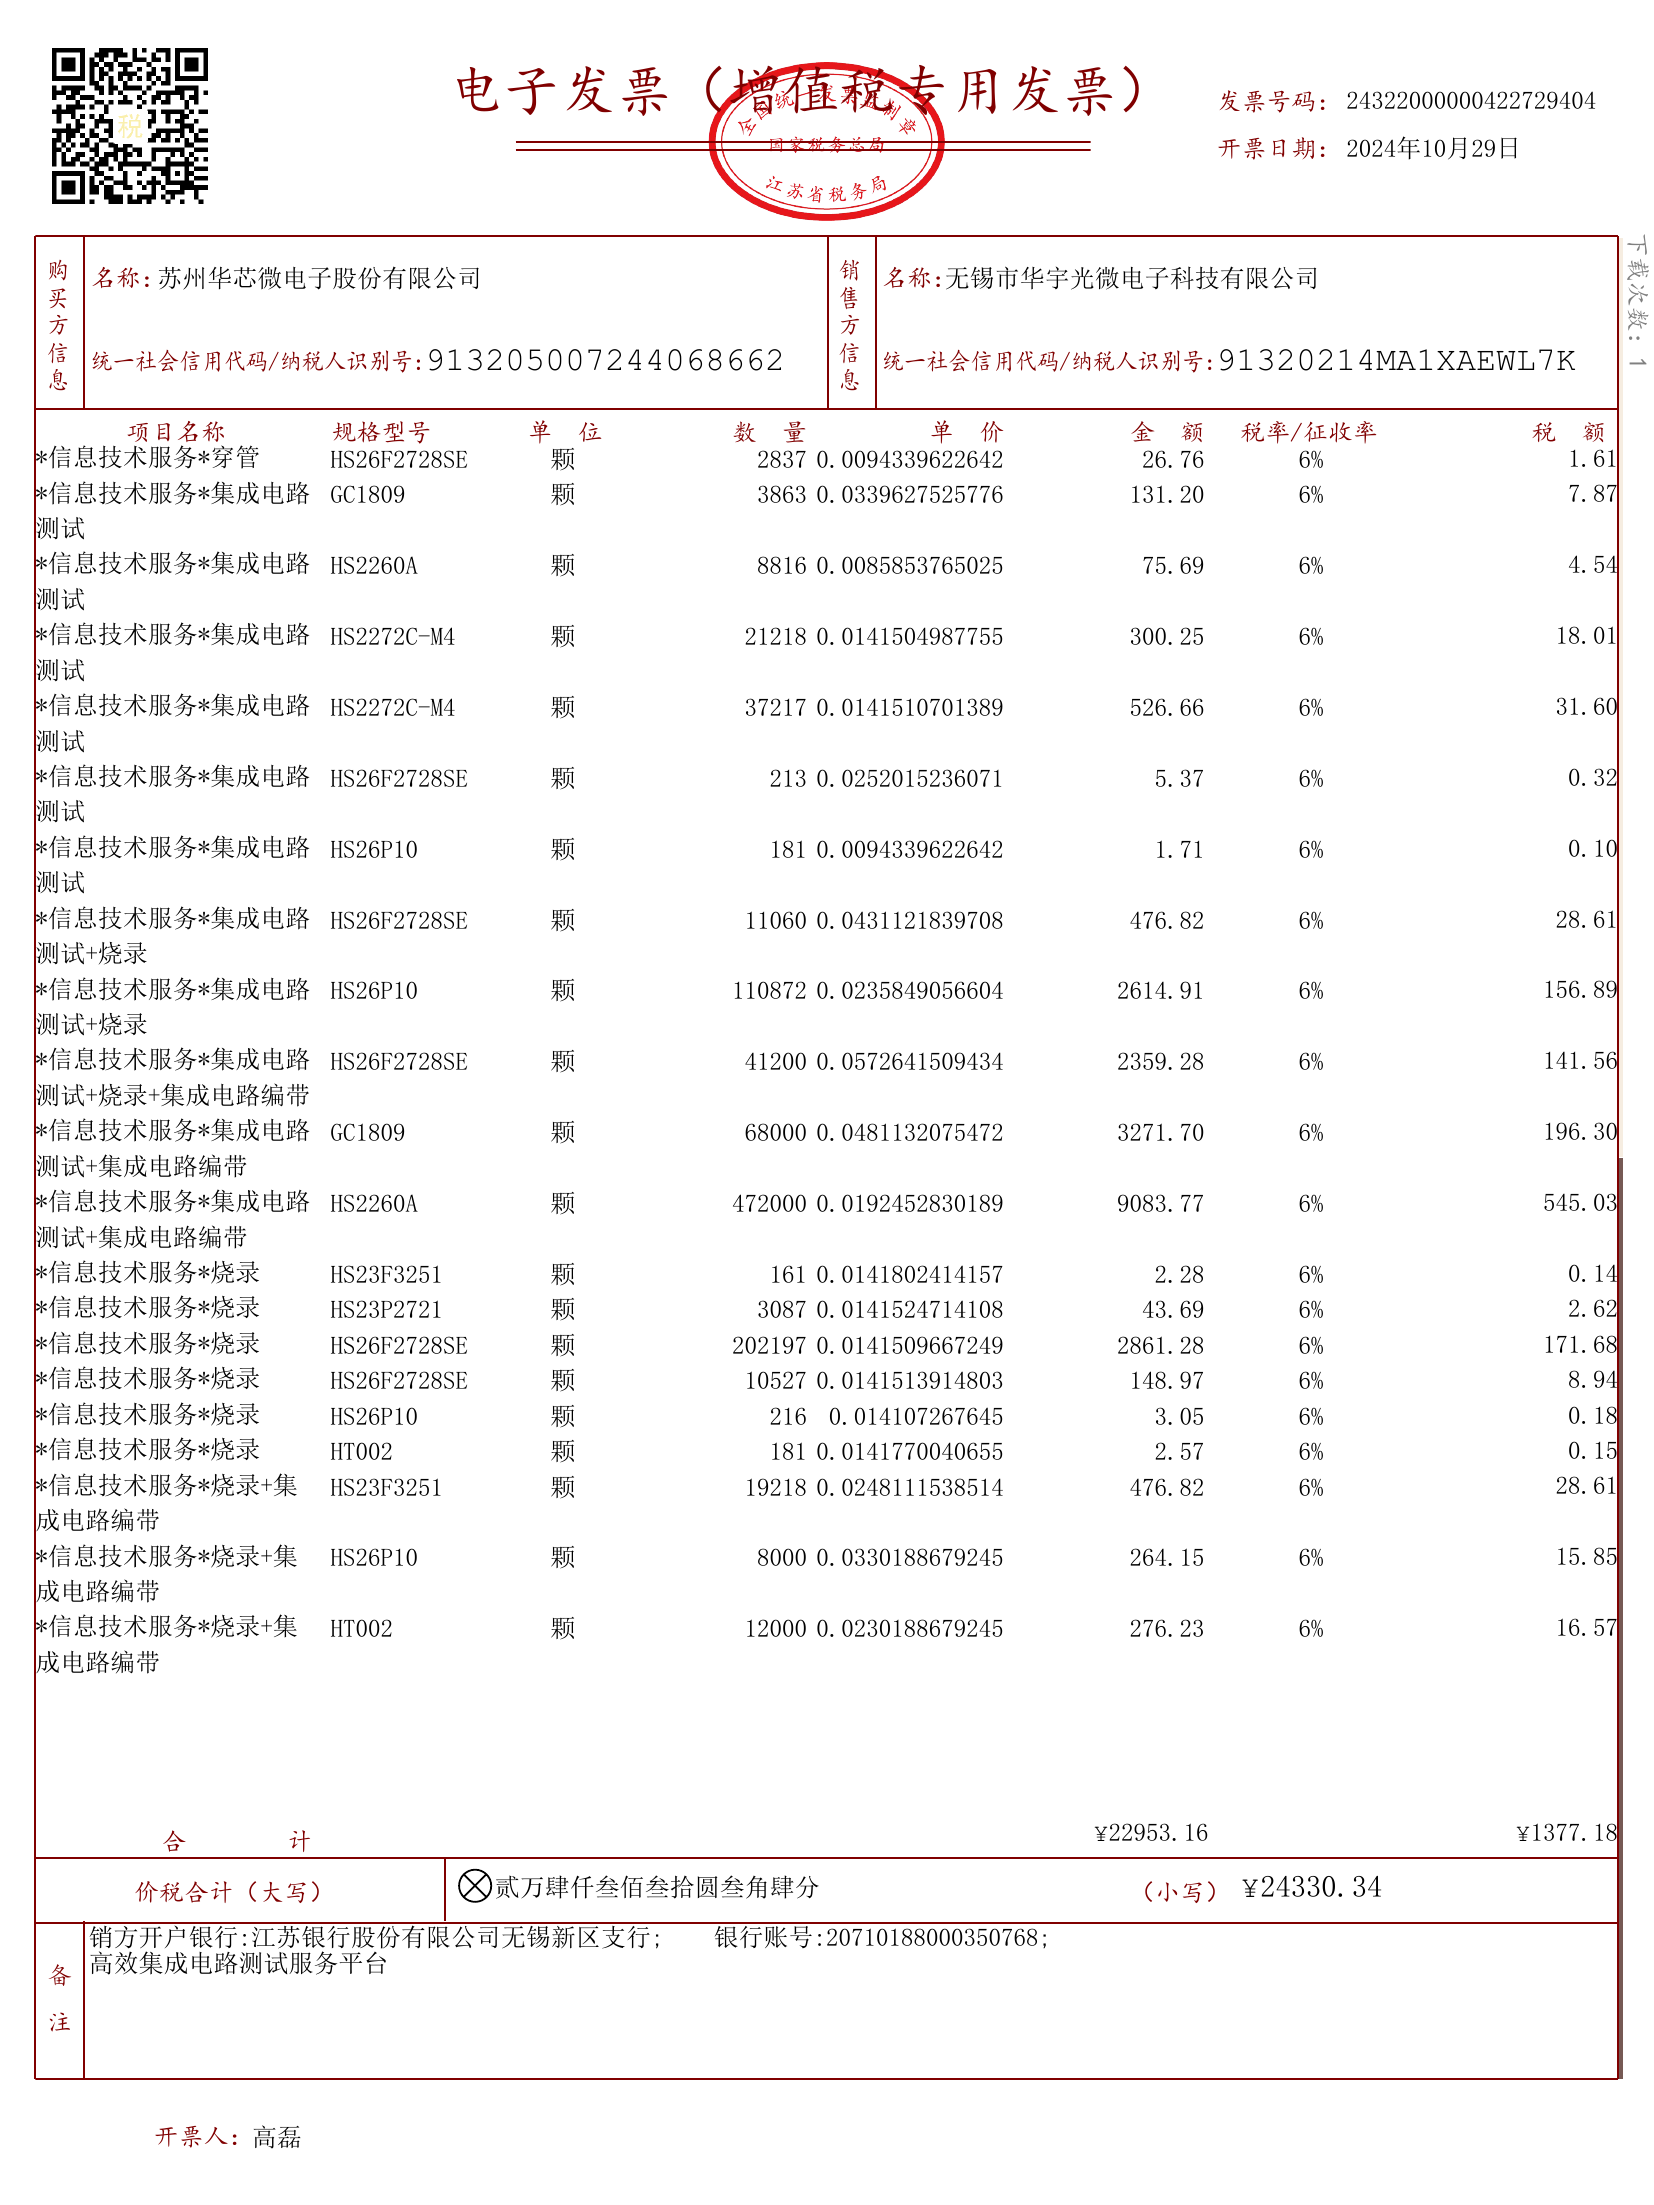 电子发票（增值税专用发票）
全国统一发票监制章
国家税务总局
江苏省税务局
税
发票号码：24322000000422729404
开票日期：2024年10月29日
下载次数：1
购买方信息
名称：苏州华芯微电子股份有限公司
统一社会信用代码/纳税人识别号：913205007244068662
销售方信息
名称：无锡市华宇光微电子科技有限公司
统一社会信用代码/纳税人识别号：91320214MA1XAEWL7K
项目名称 规格型号 单 位 数 量 单 价 金 额 税率/征收率 税 额
*信息技术服务*穿管 HS26F2728SE 颗 2837 0.0094339622642 26.76 6% 1.61
*信息技术服务*集成电路 GC1809 颗 3863 0.0339627525776 131.20 6% 7.87
测试
*信息技术服务*集成电路 HS2260A 颗 8816 0.0085853765025 75.69 6% 4.54
测试
*信息技术服务*集成电路 HS2272C-M4 颗 21218 0.0141504987755 300.25 6% 18.01
测试
*信息技术服务*集成电路 HS2272C-M4 颗 37217 0.0141510701389 526.66 6% 31.60
测试
*信息技术服务*集成电路 HS26F2728SE 颗 213 0.0252015236071 5.37 6% 0.32
测试
*信息技术服务*集成电路 HS26P10 颗 181 0.0094339622642 1.71 6% 0.10
测试
*信息技术服务*集成电路 HS26F2728SE 颗 11060 0.0431121839708 476.82 6% 28.61
测试+烧录
*信息技术服务*集成电路 HS26P10 颗 110872 0.0235849056604 2614.91 6% 156.89
测试+烧录
*信息技术服务*集成电路 HS26F2728SE 颗 41200 0.0572641509434 2359.28 6% 141.56
测试+烧录+集成电路编带
*信息技术服务*集成电路 GC1809 颗 68000 0.0481132075472 3271.70 6% 196.30
测试+集成电路编带
*信息技术服务*集成电路 HS2260A 颗 472000 0.0192452830189 9083.77 6% 545.03
测试+集成电路编带
*信息技术服务*烧录 HS23F3251 颗 161 0.0141802414157 2.28 6% 0.14
*信息技术服务*烧录 HS23P2721 颗 3087 0.0141524714108 43.69 6% 2.62
*信息技术服务*烧录 HS26F2728SE 颗 202197 0.0141509667249 2861.28 6% 171.68
*信息技术服务*烧录 HS26F2728SE 颗 10527 0.0141513914803 148.97 6% 8.94
*信息技术服务*烧录 HS26P10 颗 216 0.014107267645 3.05 6% 0.18
*信息技术服务*烧录 HT002 颗 181 0.0141770040655 2.57 6% 0.15
*信息技术服务*烧录+集 HS23F3251 颗 19218 0.0248111538514 476.82 6% 28.61
成电路编带
*信息技术服务*烧录+集 HS26P10 颗 8000 0.0330188679245 264.15 6% 15.85
成电路编带
*信息技术服务*烧录+集 HT002 颗 12000 0.0230188679245 276.23 6% 16.57
成电路编带
合 计 ¥22953.16 ¥1377.18
价税合计（大写） 贰万肆仟叁佰叁拾圆叁角肆分 （小写）¥24330.34
备注
销方开户银行:江苏银行股份有限公司无锡新区支行; 银行账号:20710188000350768;
高效集成电路测试服务平台
开票人：高磊